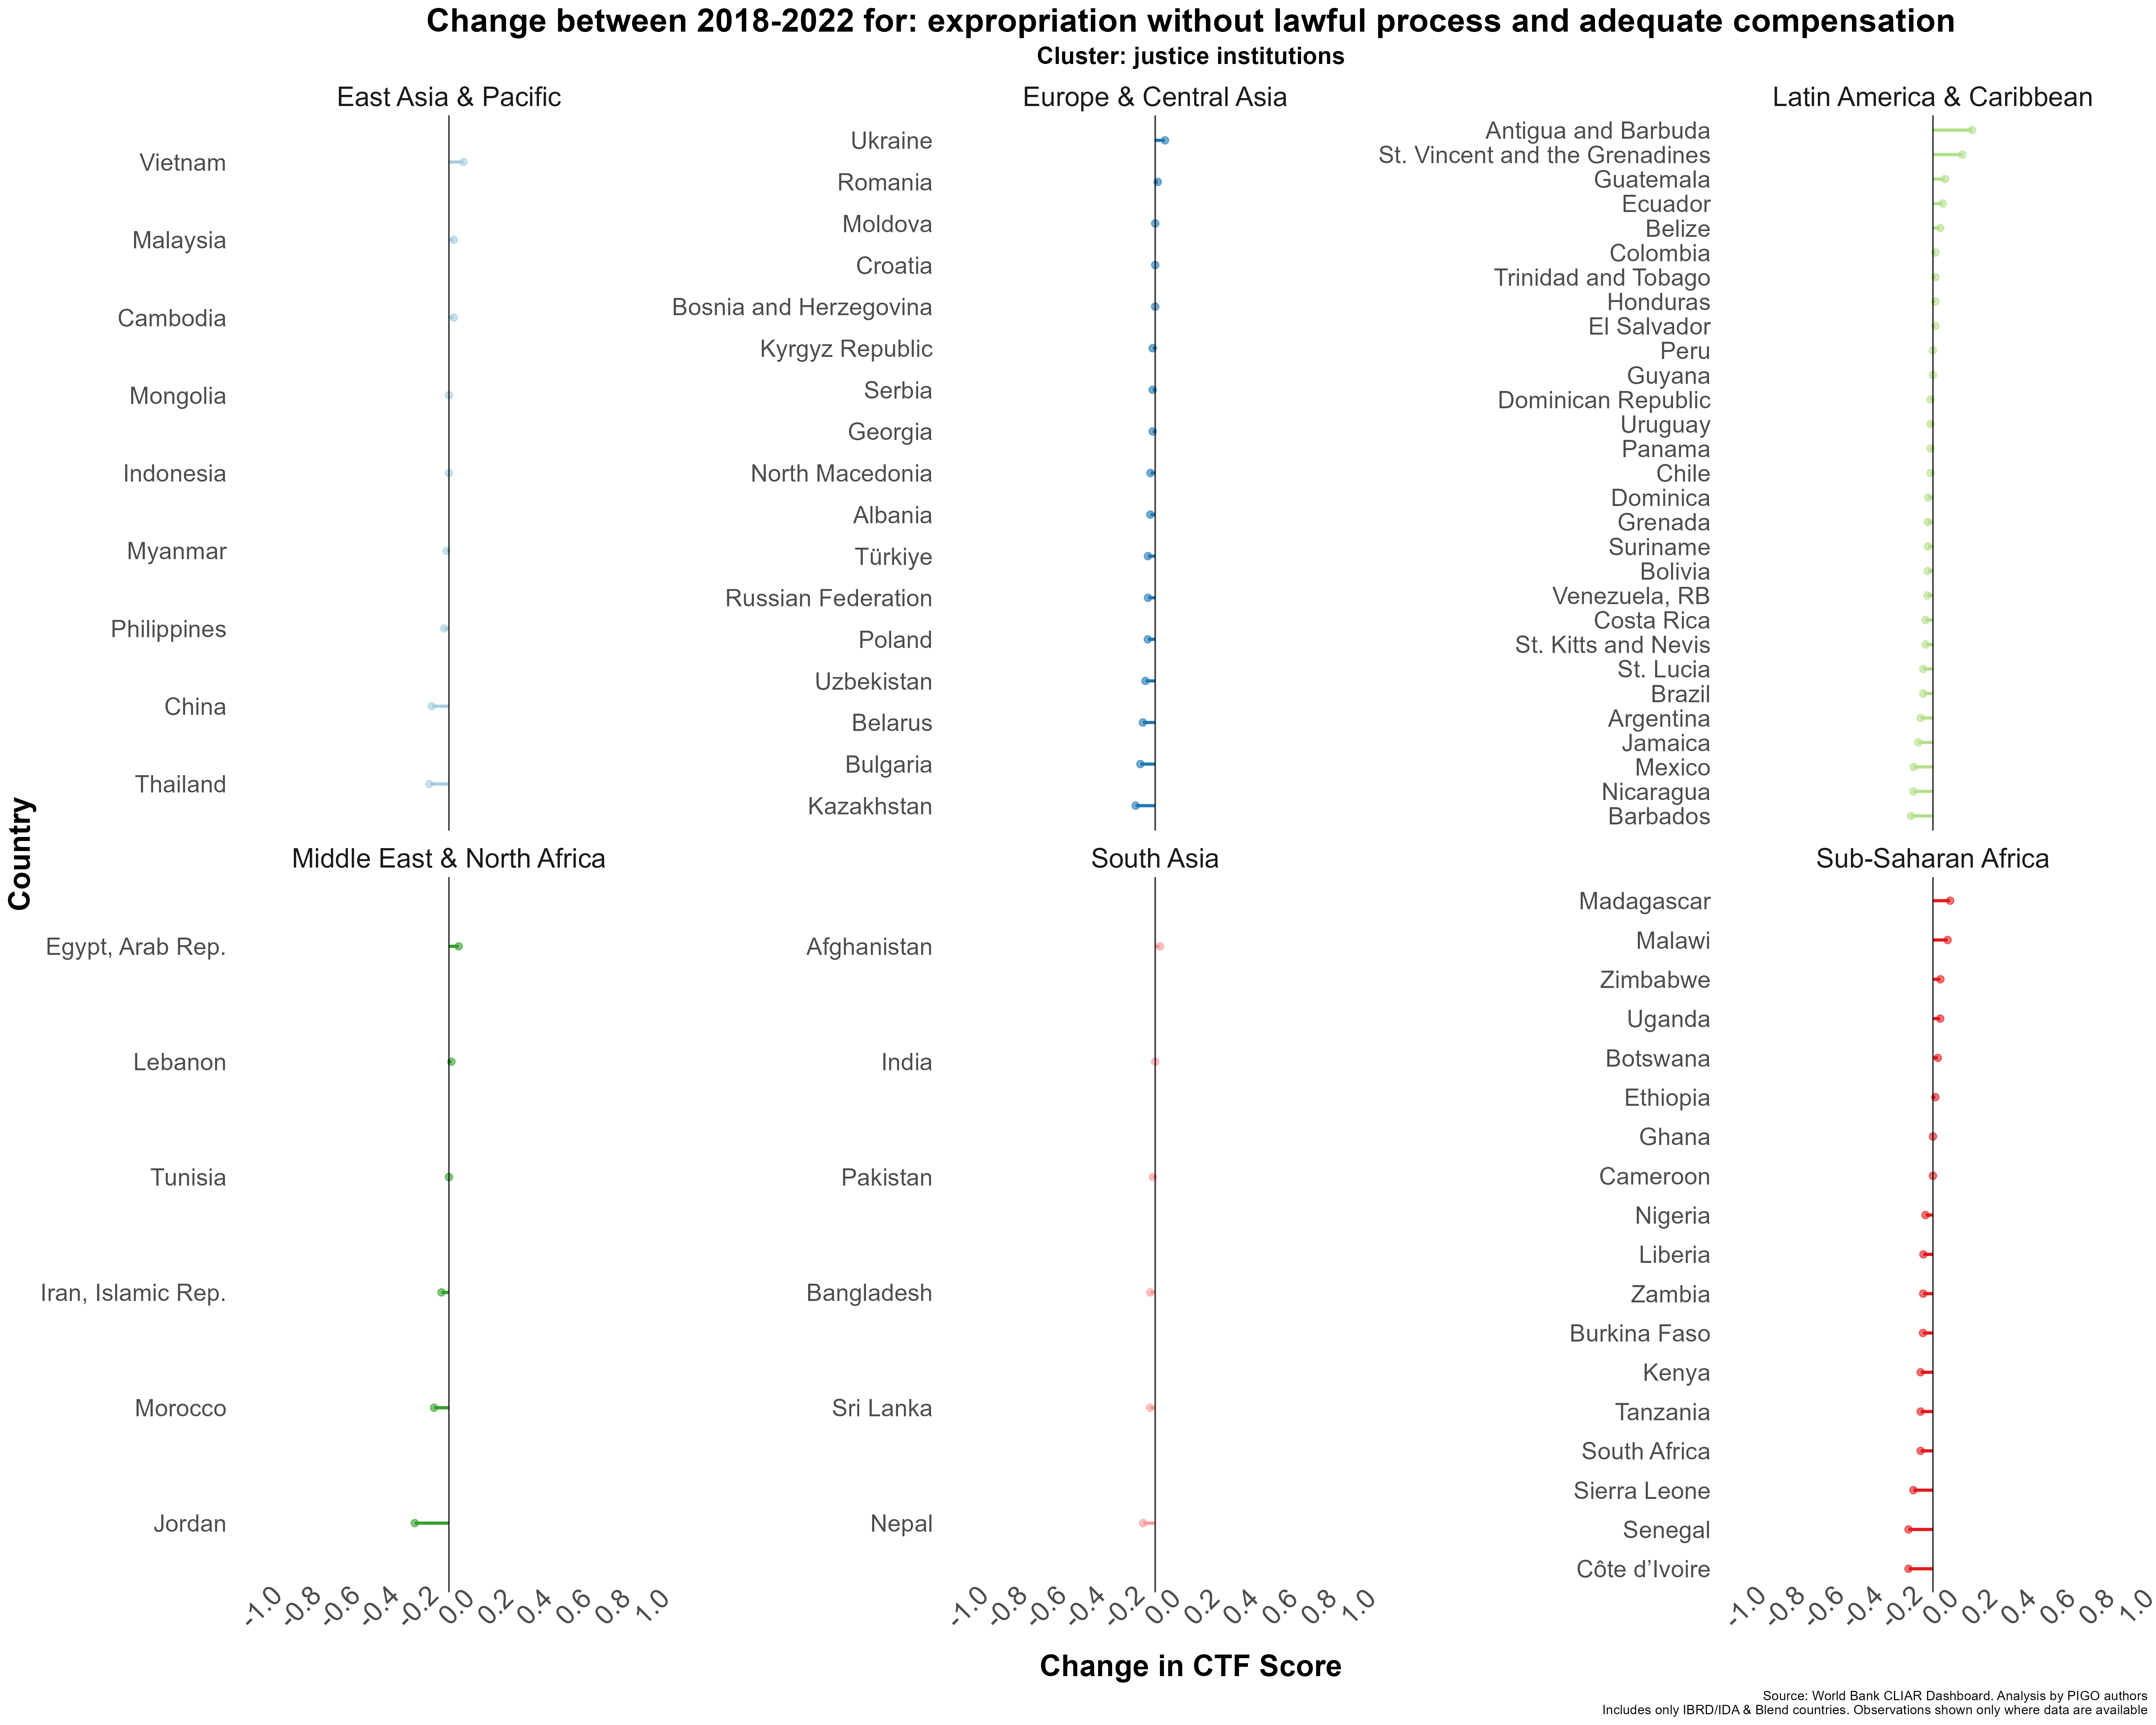 Change between 2018-2022 for: expropriation without lawful process and adequate compensation
Cluster: justice institutions
East Asia & Pacific
Vietnam
Malaysia
Cambodia
Mongolia
Indonesia
Myanmar
Philippines
China
Thailand
Europe & Central Asia
Ukraine
Romania
Moldova
Croatia
Bosnia and Herzegovina
Kyrgyz Republic
Serbia
Georgia
North Macedonia
Albania
Türkiye
Russian Federation
Poland
Uzbekistan
Belarus
Bulgaria
Kazakhstan
Latin America & Caribbean
Antigua and Barbuda
St. Vincent and the Grenadines
Guatemala
Ecuador
Belize
Colombia
Trinidad and Tobago
Honduras
El Salvador
Peru
Guyana
Dominican Republic
Uruguay
Panama
Chile
Dominica
Grenada
Suriname
Bolivia
Venezuela, RB
Costa Rica
St. Kitts and Nevis
St. Lucia
Brazil
Argentina
Jamaica
Mexico
Nicaragua
Barbados
Country
Middle East & North Africa
Egypt, Arab Rep.
Lebanon
Tunisia
Iran, Islamic Rep.
Morocco
Jordan
-1.0 -0.8 -0.6 -0.4 -0.2 0.0 0.2 0.4 0.6 0.8 1.0
South Asia
Afghanistan
India
Pakistan
Bangladesh
Sri Lanka
Nepal
-1.0 -0.8 -0.6 -0.4 -0.2 0.0 0.2 0.4 0.6 0.8 1.0
Sub-Saharan Africa
Madagascar
Malawi
Zimbabwe
Uganda
Botswana
Ethiopia
Ghana
Cameroon
Nigeria
Liberia
Zambia
Burkina Faso
Kenya
Tanzania
South Africa
Sierra Leone
Senegal
Côte d’Ivoire
-1.0 -0.8 -0.6 -0.4 -0.2 0.0 0.2 0.4 0.6 0.8 1.0
Change in CTF Score
Source: World Bank CLIAR Dashboard. Analysis by PIGO authors
Includes only IBRD/IDA & Blend countries. Observations shown only where data are available